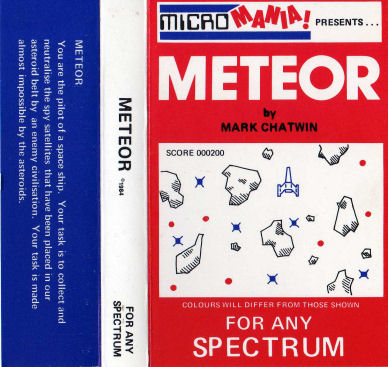 METEOR
You are the pilot of a space ship. Your task is to collect and
neutralise the spy satellites that have been placed in our
asteroid belt by an enemy civilisation. Your task is made
almost impossible by the asteroids.
METEOR ©1984
FOR ANY
SPECTRUM
MICRO MANIA! PRESENTS...
METEOR
by
MARK CHATWIN
SCORE 000200
COLOURS WILL DIFFER FROM THOSE SHOWN
FOR ANY
SPECTRUM